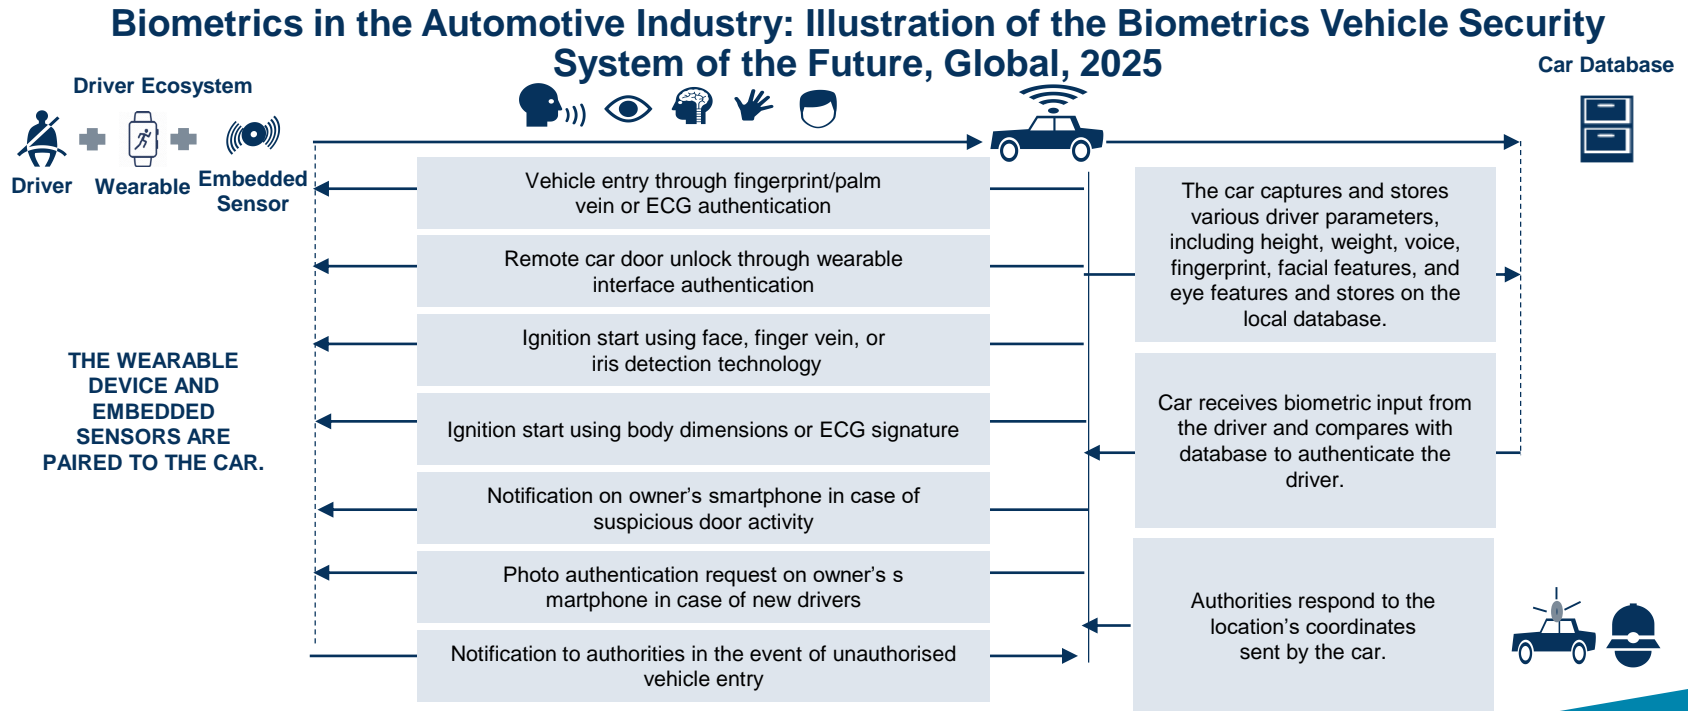 Biometrics in the Automotive Industry: Illustration of the Biometrics Vehicle Security
System of the Future, Global, 2025
Car Database
Driver Ecosystem
Driver
Wearable
Embedded
Sensor
Vehicle entry through fingerprint/palm
vein or ECG authentication
Remote car door unlock through wearable
interface authentication
Ignition start using face, finger vein, or
iris detection technology
Ignition start using body dimensions or ECG signature
Notification on owner’s smartphone in case of
suspicious door activity
Photo authentication request on owner’s s
martphone in case of new drivers
Notification to authorities in the event of unauthorised
vehicle entry
THE WEARABLE
DEVICE AND
EMBEDDED
SENSORS ARE
PAIRED TO THE CAR.
The car captures and stores
various driver parameters,
including height, weight, voice,
fingerprint, facial features, and
eye features and stores on the
local database.
Car receives biometric input from
the driver and compares with
database to authenticate the
driver.
Authorities respond to the
location’s coordinates
sent by the car.